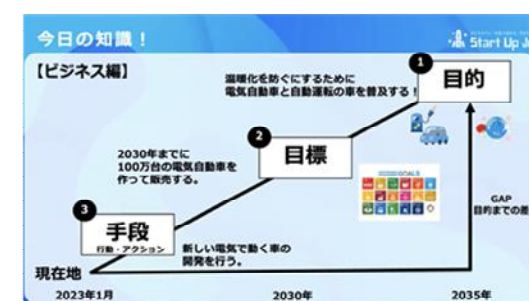 今日の知識!
Start Up J
【ビジネス編】
1
目的
温暖化を防ぐにするために
電気自動車と自動運転の車を普及する!
2
目標
2030年までに
100万台の電気自動車を
作って販売する。
GOALS
GAP
目的までの差
3
手段
行動・アクション
新しい電気で動く車の
開発を行う。
現在地
2023年1月
2030年
2035年